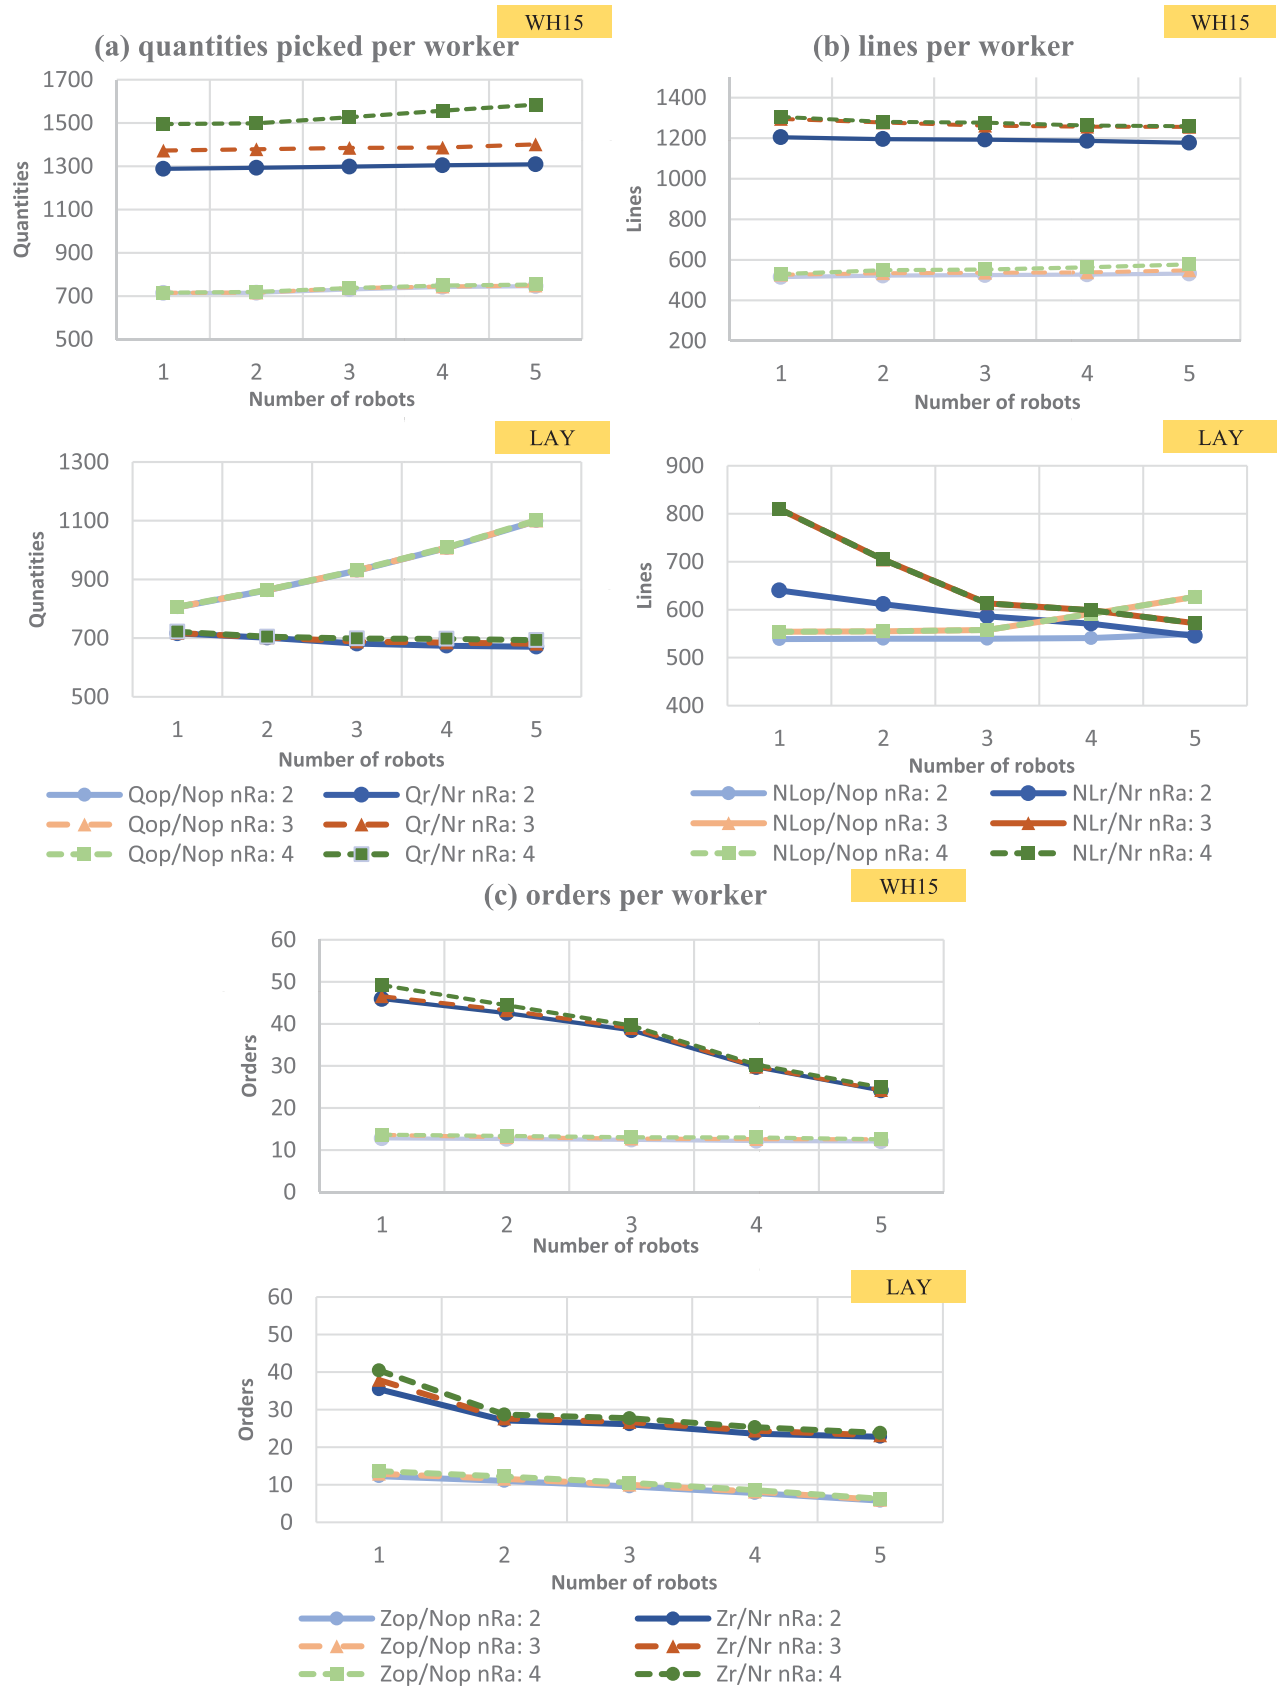 WH15
(a) quantities picked per worker
1700
1500
1300
1100
900
700
500
Quantities
1 2 3 4 5
Number of robots
WH15
(b) lines per worker
1400
1200
1000
800
600
400
200
Lines
1 2 3 4 5
Number of robots
LAY
1300
1100
900
700
500
Qunatities
1 2 3 4 5
Number of robots
Qop/Nop nRa: 2 Qr/Nr nRa: 2
Qop/Nop nRa: 3 Qr/Nr nRa: 3
Qop/Nop nRa: 4 Qr/Nr nRa: 4
LAY
900
800
700
600
500
400
Lines
1 2 3 4 5
Number of robots
NLop/Nop nRa: 2 NLr/Nr nRa: 2
NLop/Nop nRa: 3 NLr/Nr nRa: 3
NLop/Nop nRa: 4 NLr/Nr nRa: 4
WH15
(c) orders per worker
60
50
40
30
20
10
0
Orders
1 2 3 4 5
Number of robots
LAY
60
50
40
30
20
10
0
Orders
1 2 3 4 5
Number of robots
Zop/Nop nRa: 2 Zr/Nr nRa: 2
Zop/Nop nRa: 3 Zr/Nr nRa: 3
Zop/Nop nRa: 4 Zr/Nr nRa: 4